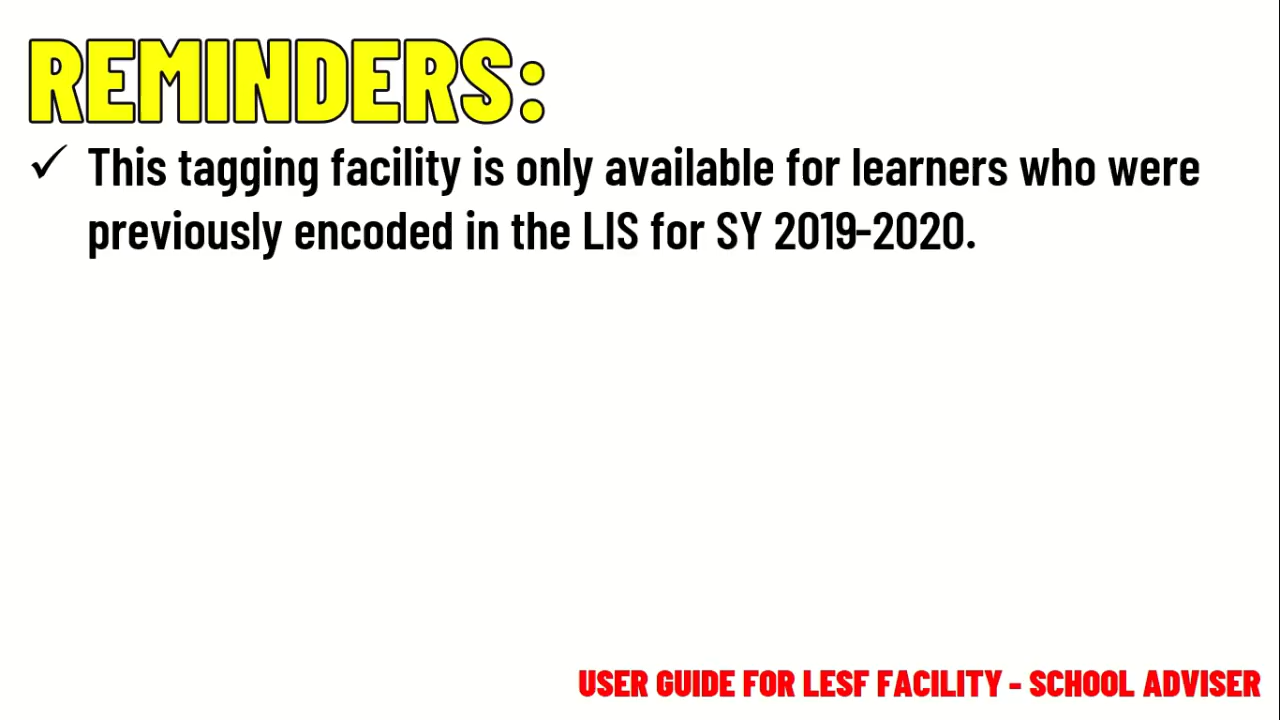 REMINDERS:
✓ This tagging facility is only available for learners who were
previously encoded in the LIS for SY 2019-2020.
USER GUIDE FOR LESF FACILITY - SCHOOL ADVISER